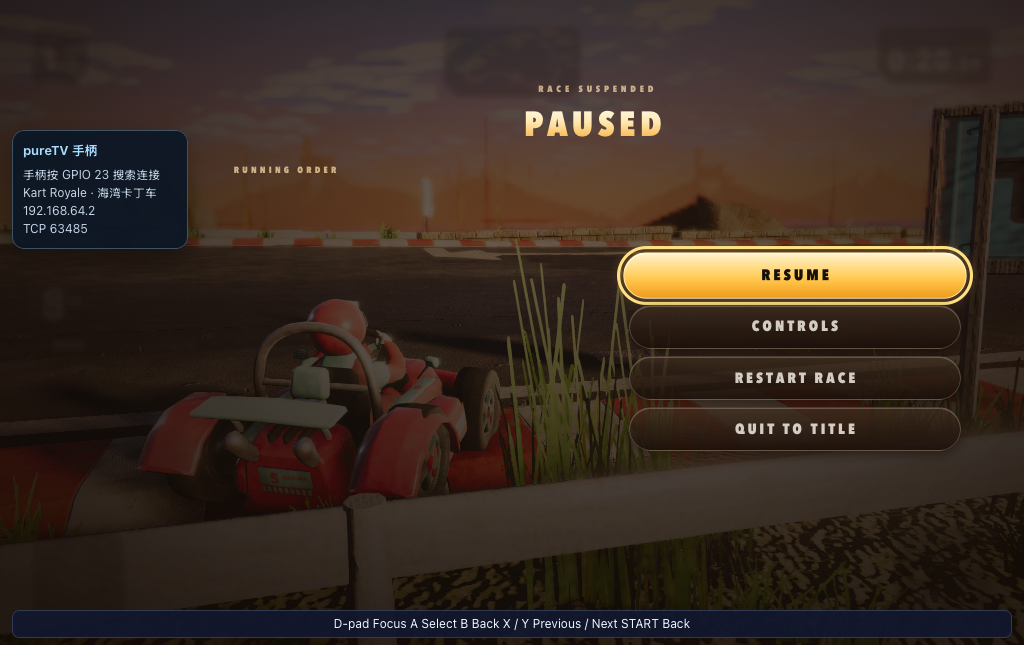 RACE SUSPENDED
PAUSED
pureTV 手柄
手柄按 GPIO 23 搜索连接
Kart Royale · 海湾卡丁车
192.168.64.2
TCP 63485
RUNNING ORDER
RESUME
CONTROLS
RESTART RACE
QUIT TO TITLE
5
D-pad Focus A Select B Back X / Y Previous / Next START Back